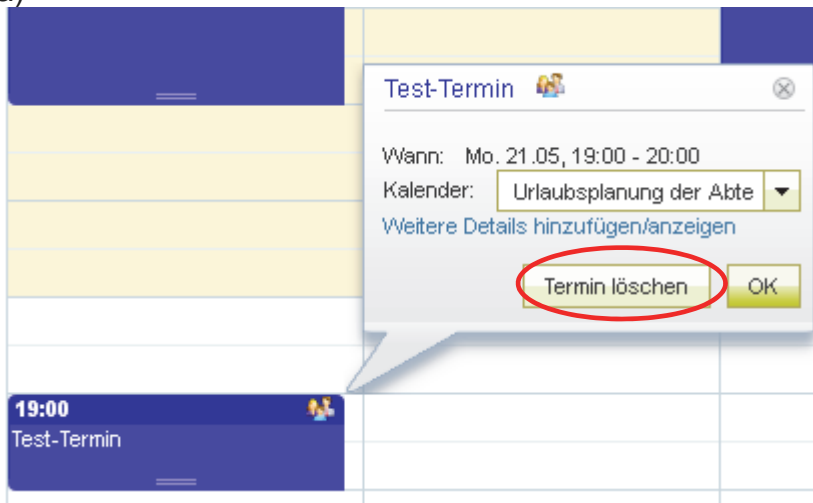 Test-Termin
Wann: Mo. 21.05, 19:00 - 20:00
Kalender: Urlaubsplanung der Abte
Weitere Details hinzufügen/anzeigen
Termin löschen OK
19:00
Test-Termin